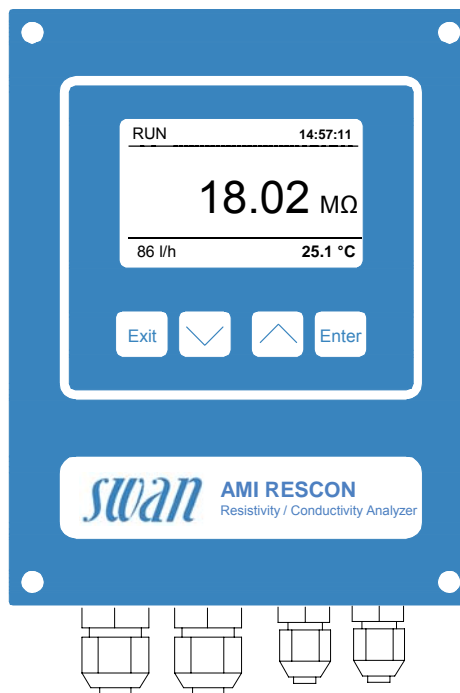 RUN 14:57:11
18.02 MΩ
86 l/h 25.1 °C
Exit Enter
swan AMI RESCON
Resistivity / Conductivity Analyzer